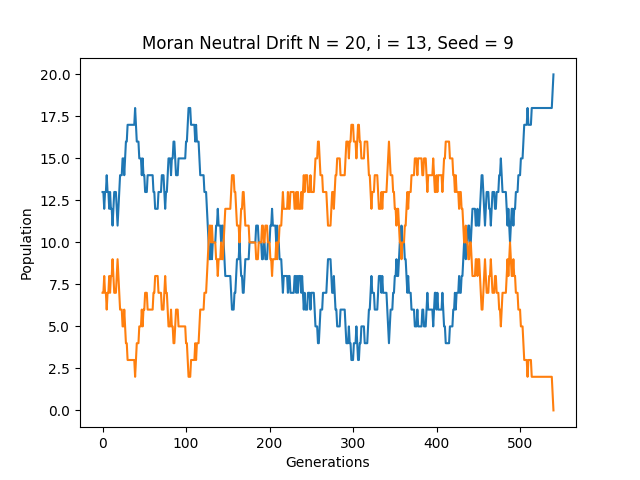 Moran Neutral Drift N = 20, i = 13, Seed = 9
20.0
17.5
15.0
12.5
10.0
7.5
5.0
2.5
0.0
Population
0 100 200 300 400 500
Generations